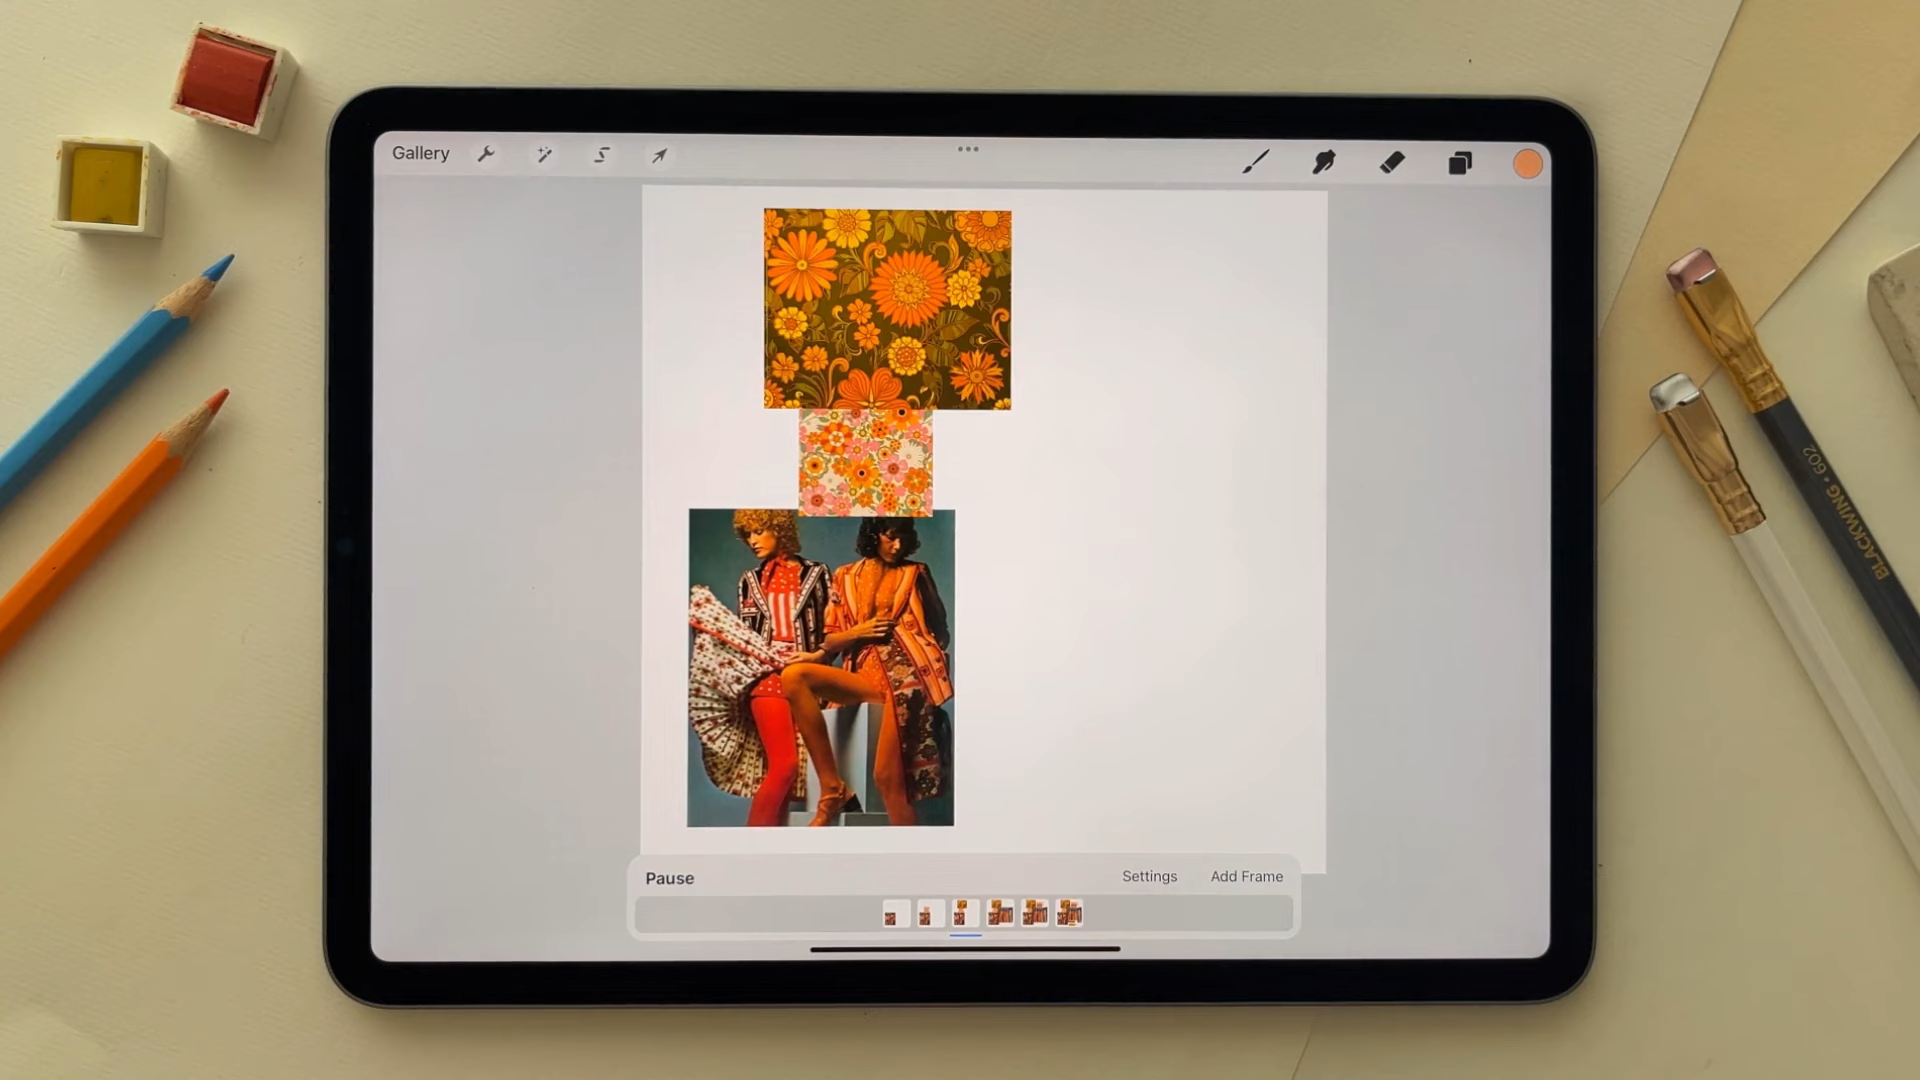 Gallery
Pause
Settings
Add Frame
BLACKWING • 602